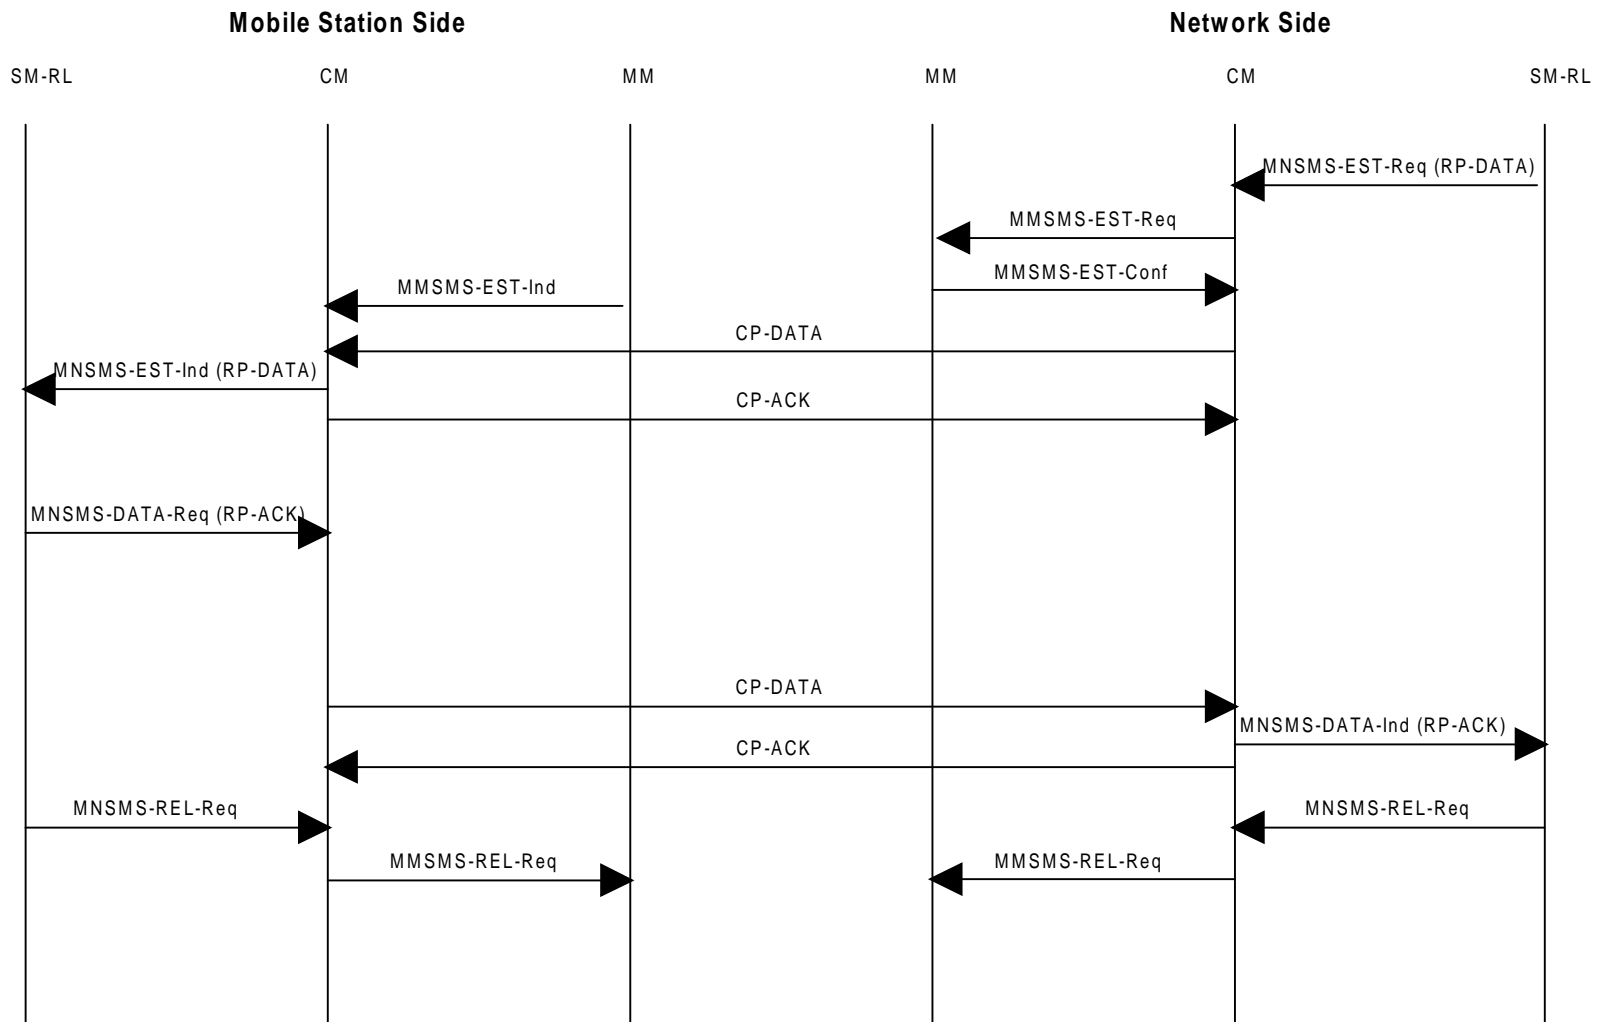 Mobile Station Side
Network Side
SM-RL
CM
MM
MM
CM
SM-RL
MNSMS-EST-Req (RP-DATA)
MMSMS-EST-Req
MMSMS-EST-Conf
MMSMS-EST-Ind
CP-DATA
MNSMS-EST-Ind (RP-DATA)
CP-ACK
MNSMS-DATA-Req (RP-ACK)
CP-DATA
MNSMS-DATA-Ind (RP-ACK)
CP-ACK
MNSMS-REL-Req
MNSMS-REL-Req
MMSMS-REL-Req
MMSMS-REL-Req